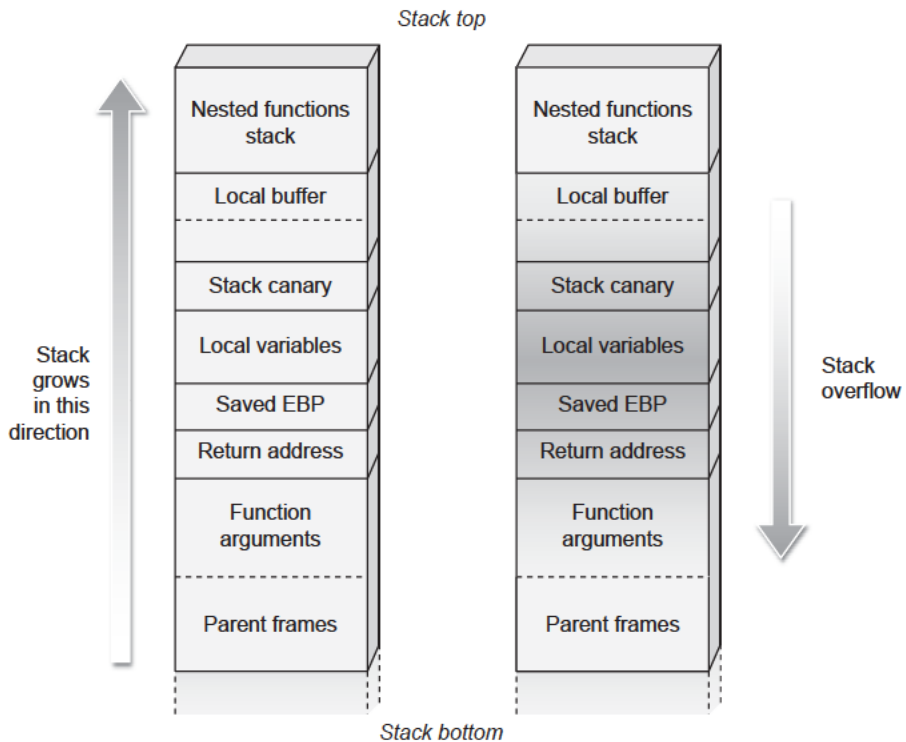 Stack top
Nested functions
stack
Local buffer
Stack canary
Local variables
Saved EBP
Return address
Function
arguments
Parent frames
Stack
grows
in this
direction
Nested functions
stack
Local buffer
Stack canary
Local variables
Saved EBP
Return address
Function
arguments
Parent frames
Stack
overflow
Stack bottom